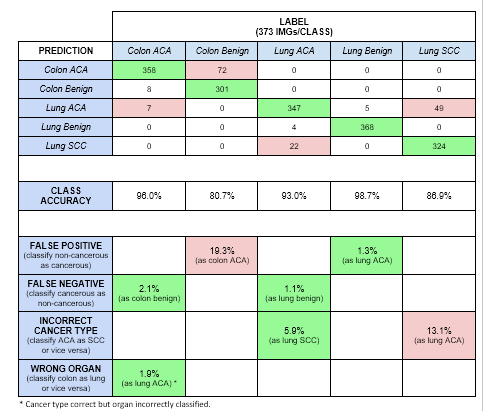 LABEL
(373 IMGs/CLASS)
PREDICTION Colon ACA Colon Benign Lung ACA Lung Benign Lung SCC
Colon ACA 358 72 0 0 0
Colon Benign 8 301 0 0 0
Lung ACA 7 0 347 5 49
Lung Benign 0 0 4 368 0
Lung SCC 0 0 22 0 324
CLASS
ACCURACY 96.0% 80.7% 93.0% 98.7% 86.9%
FALSE POSITIVE
(classify non-cancerous
as cancerous)
19.3%
(as colon ACA)
1.3%
(as lung ACA)
FALSE NEGATIVE
(classify cancerous as
non-cancerous)
2.1%
(as colon benign)
1.1%
(as lung benign)
INCORRECT
CANCER TYPE
(classify ACA as SCC
or vice versa)
5.9%
(as lung SCC)
13.1%
(as lung ACA)
WRONG ORGAN
(classify colon as lung
or vice versa)
1.9%
(as lung ACA) *
* Cancer type correct but organ incorrectly classified.